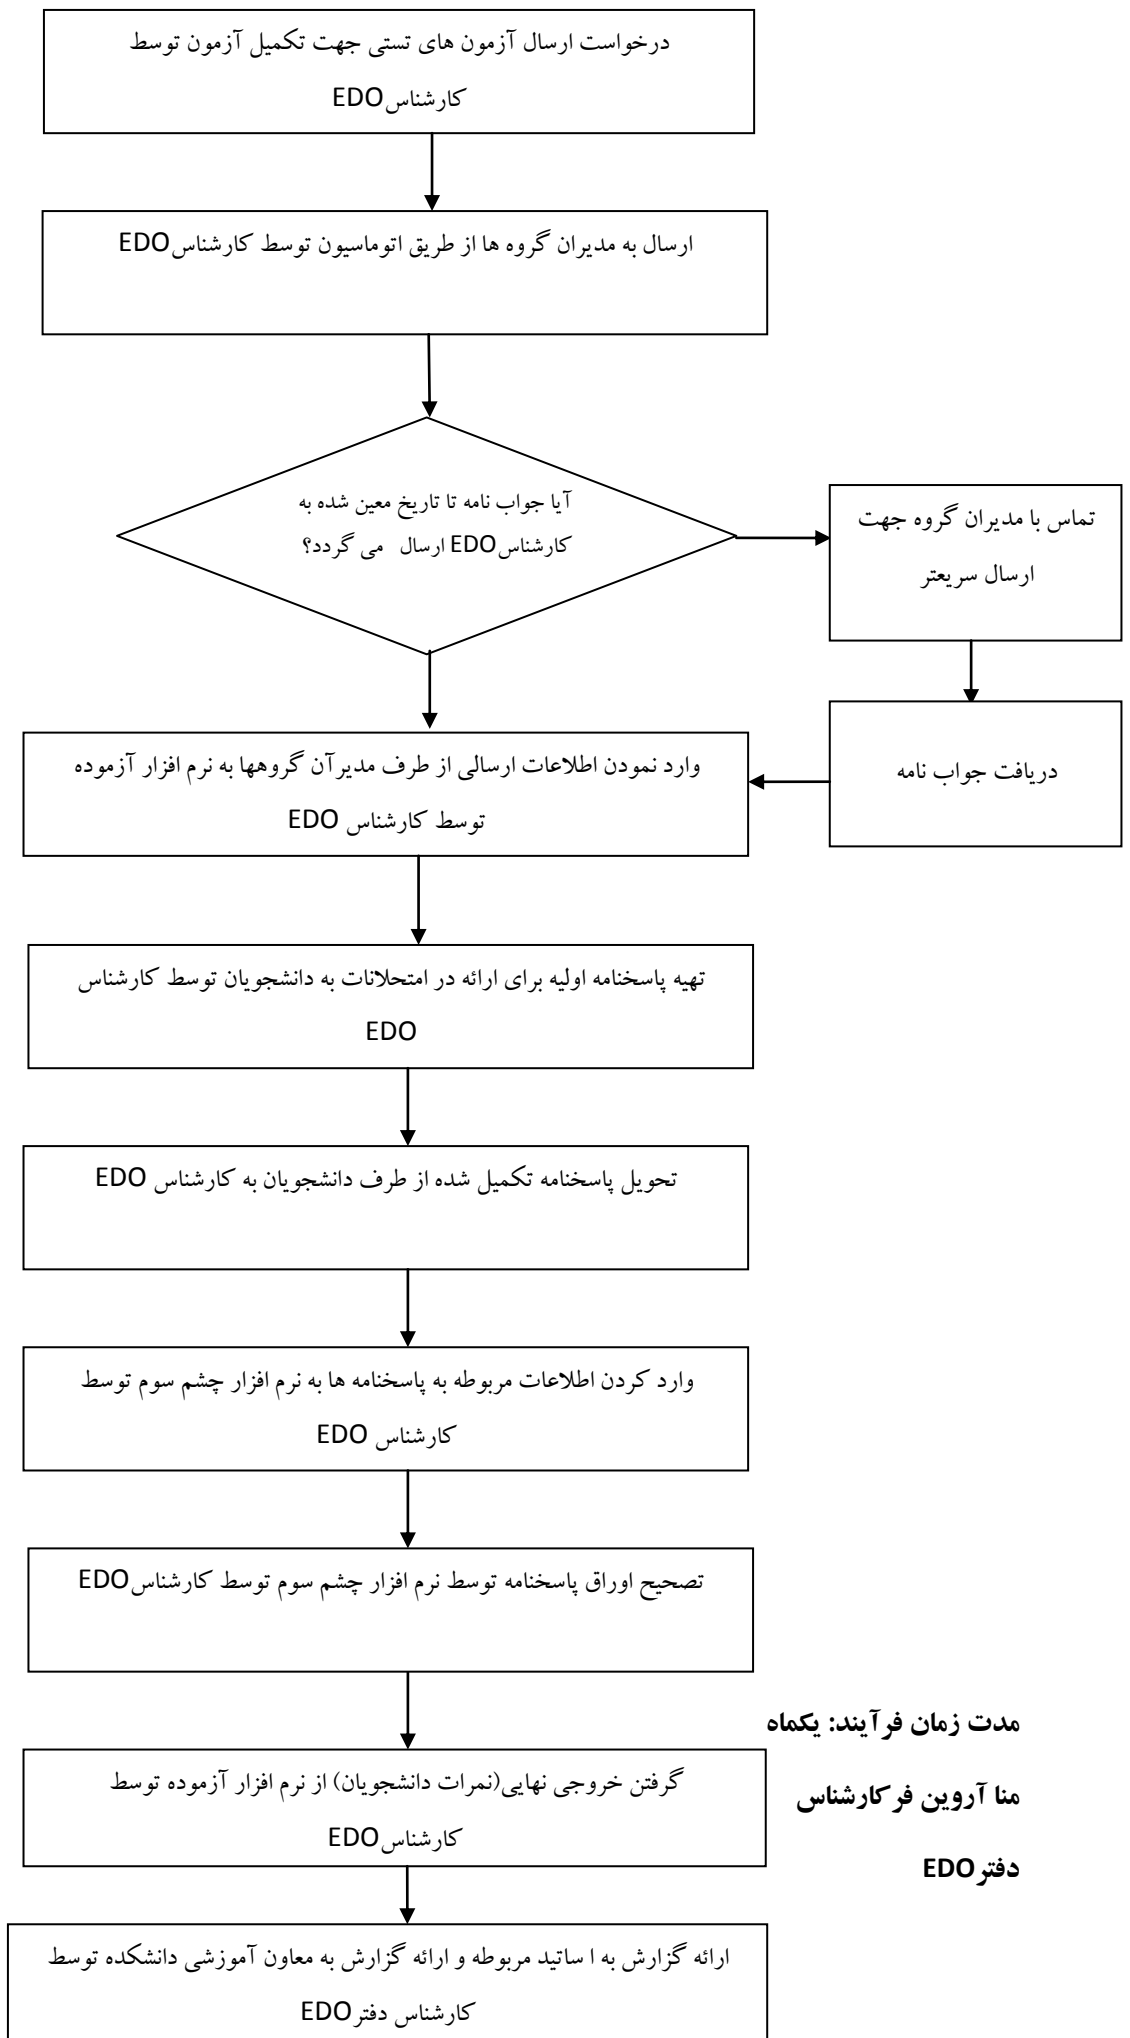 درخواست ارسال آزمون های تستی جهت تکمیل آزمون توسط
کارشناسEDO
ارسال به مدیران گروه ها از طریق اتوماسیون توسط کارشناسEDO
آیا جواب نامه تا تاریخ معین شده به
کارشناسEDO ارسال می گردد؟
تماس با مدیران گروه جهت
ارسال سریعتر
دریافت جواب نامه
وارد نمودن اطلاعات ارسالی از طرف مدیرآن گروهها به نرم افزار آزموده
توسط کارشناس EDO
تهیه پاسخنامه اولیه برای ارائه در امتحلانات به دانشجویان توسط کارشناس
EDO
تحویل پاسخنامه تکمیل شده از طرف دانشجویان به کارشناس EDO
وارد کردن اطلاعات مربوطه به پاسخنامه ها به نرم افزار چشم سوم توسط
کارشناس EDO
تصحیح اوراق پاسخنامه توسط نرم افزار چشم سوم توسط کارشناسEDO
مدت زمان فرآیند: یکماه
منا آروین فرکارشناس
دفترEDO
گرفتن خروجی نهایی(نمرات دانشجویان) از نرم افزار آزموده توسط
کارشناسEDO
ارائه گزارش به ا ساتید مربوطه و ارائه گزارش به معاون آموزشی دانشکده توسط
کارشناس دفترEDO